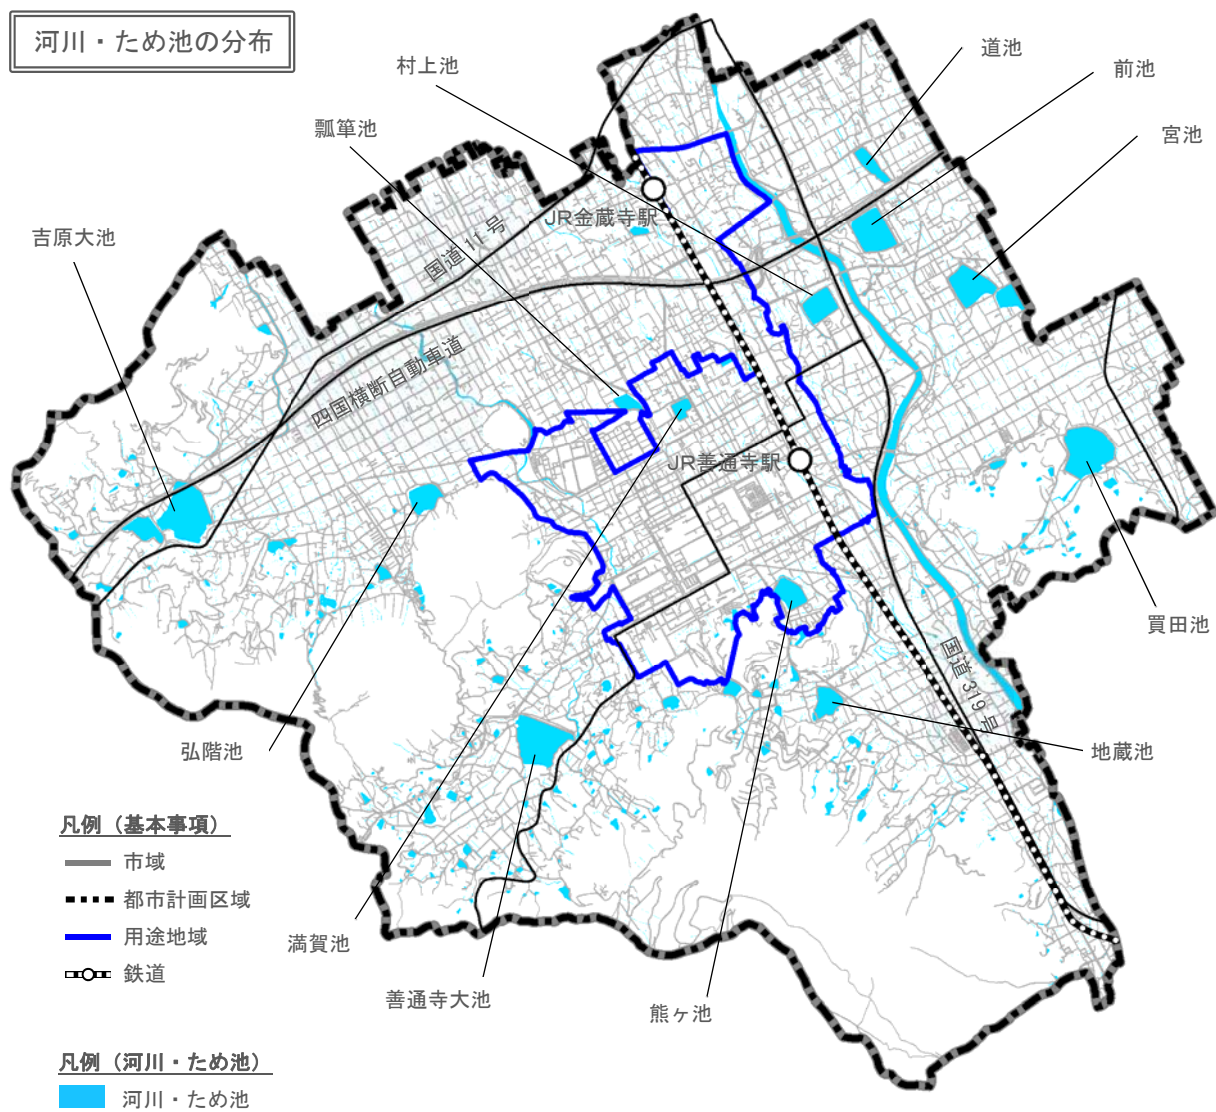 河川・ため池の分布
道池
村上池
前池
瓢箪池
宮池
JR金蔵寺駅
吉原大池
国道11号
四国横断自動車道
JR善通寺駅
買田池
国道319号
弘階池
地蔵池
凡例（基本事項）
市域
都市計画区域
用途地域
満賀池
鉄道
善通寺大池
熊ヶ池
凡例（河川・ため池）
河川・ため池